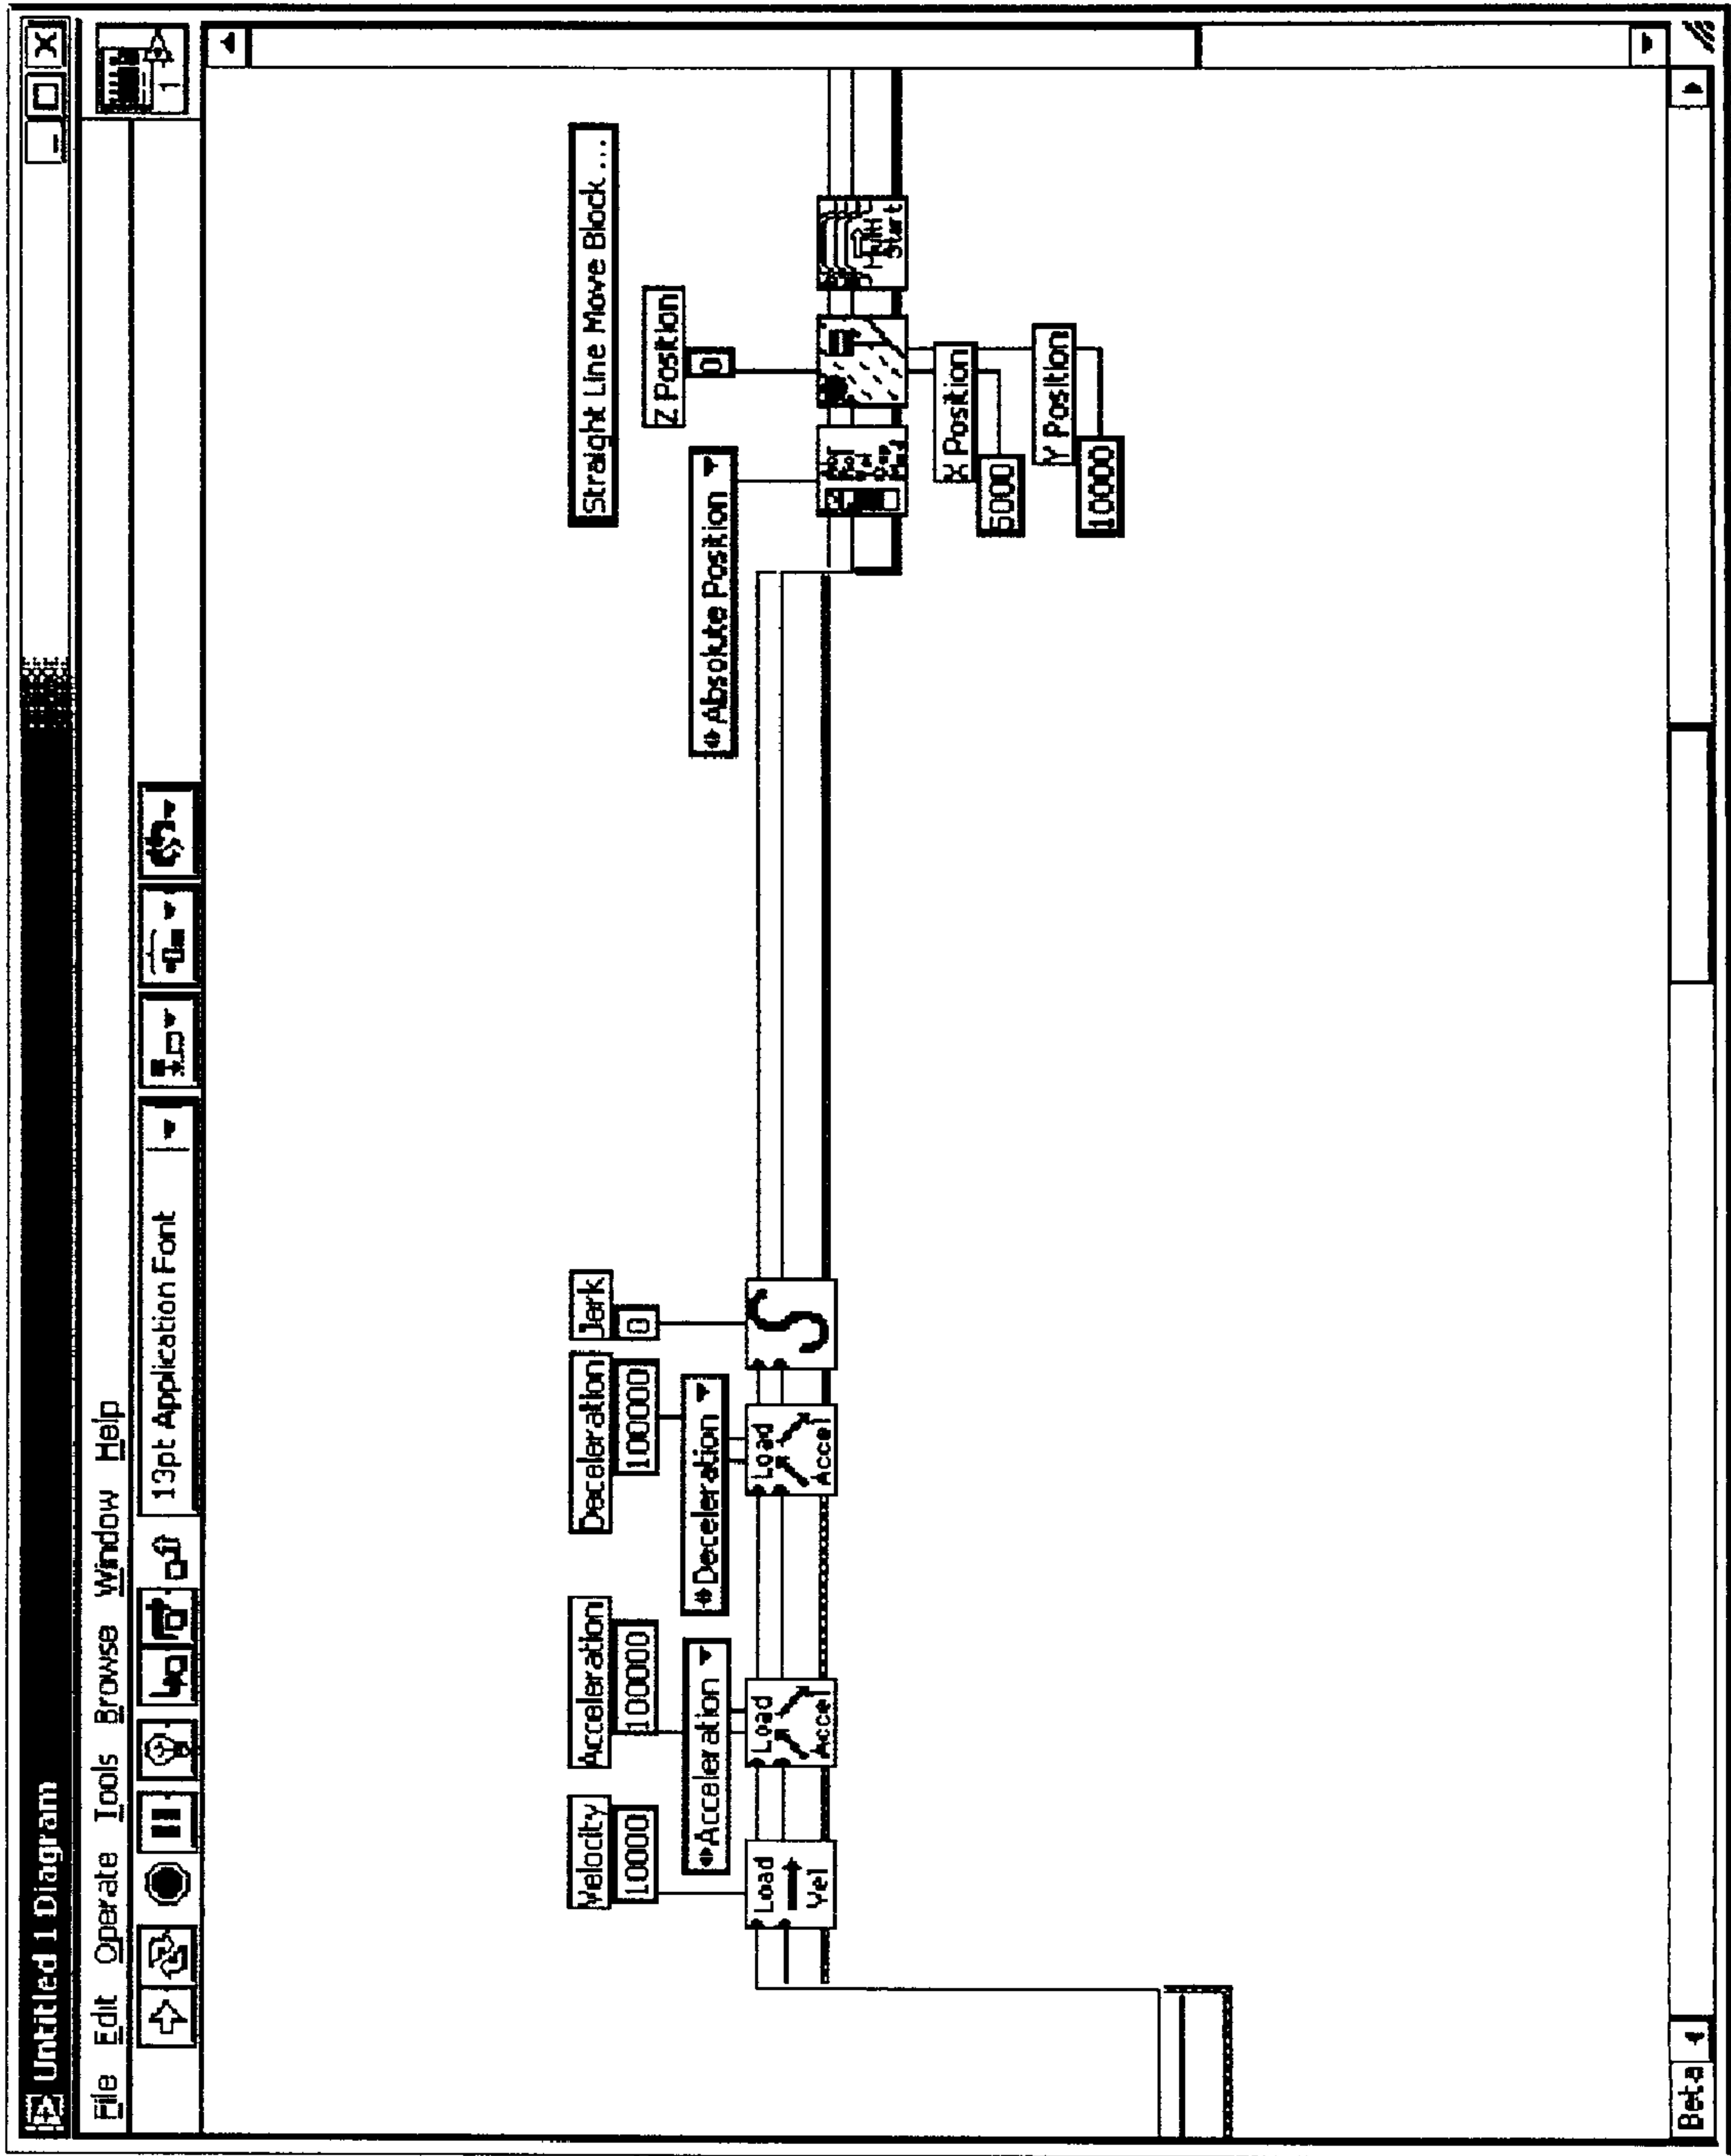 Untitled 1 Diagram
File Edit Operate Tools Browse Window Help
13pt Application Font
1
Velocity
10000
Acceleration
100000
Acceleration
Deceleration
100000
Deceleration
Jerk
0
Straight Line Move Block...
Z Position
0
Absolute Position
Load
Vel
Load
Accel
Load
Accel
Multi
Start
X Position
5000
Y Position
10000
Beta